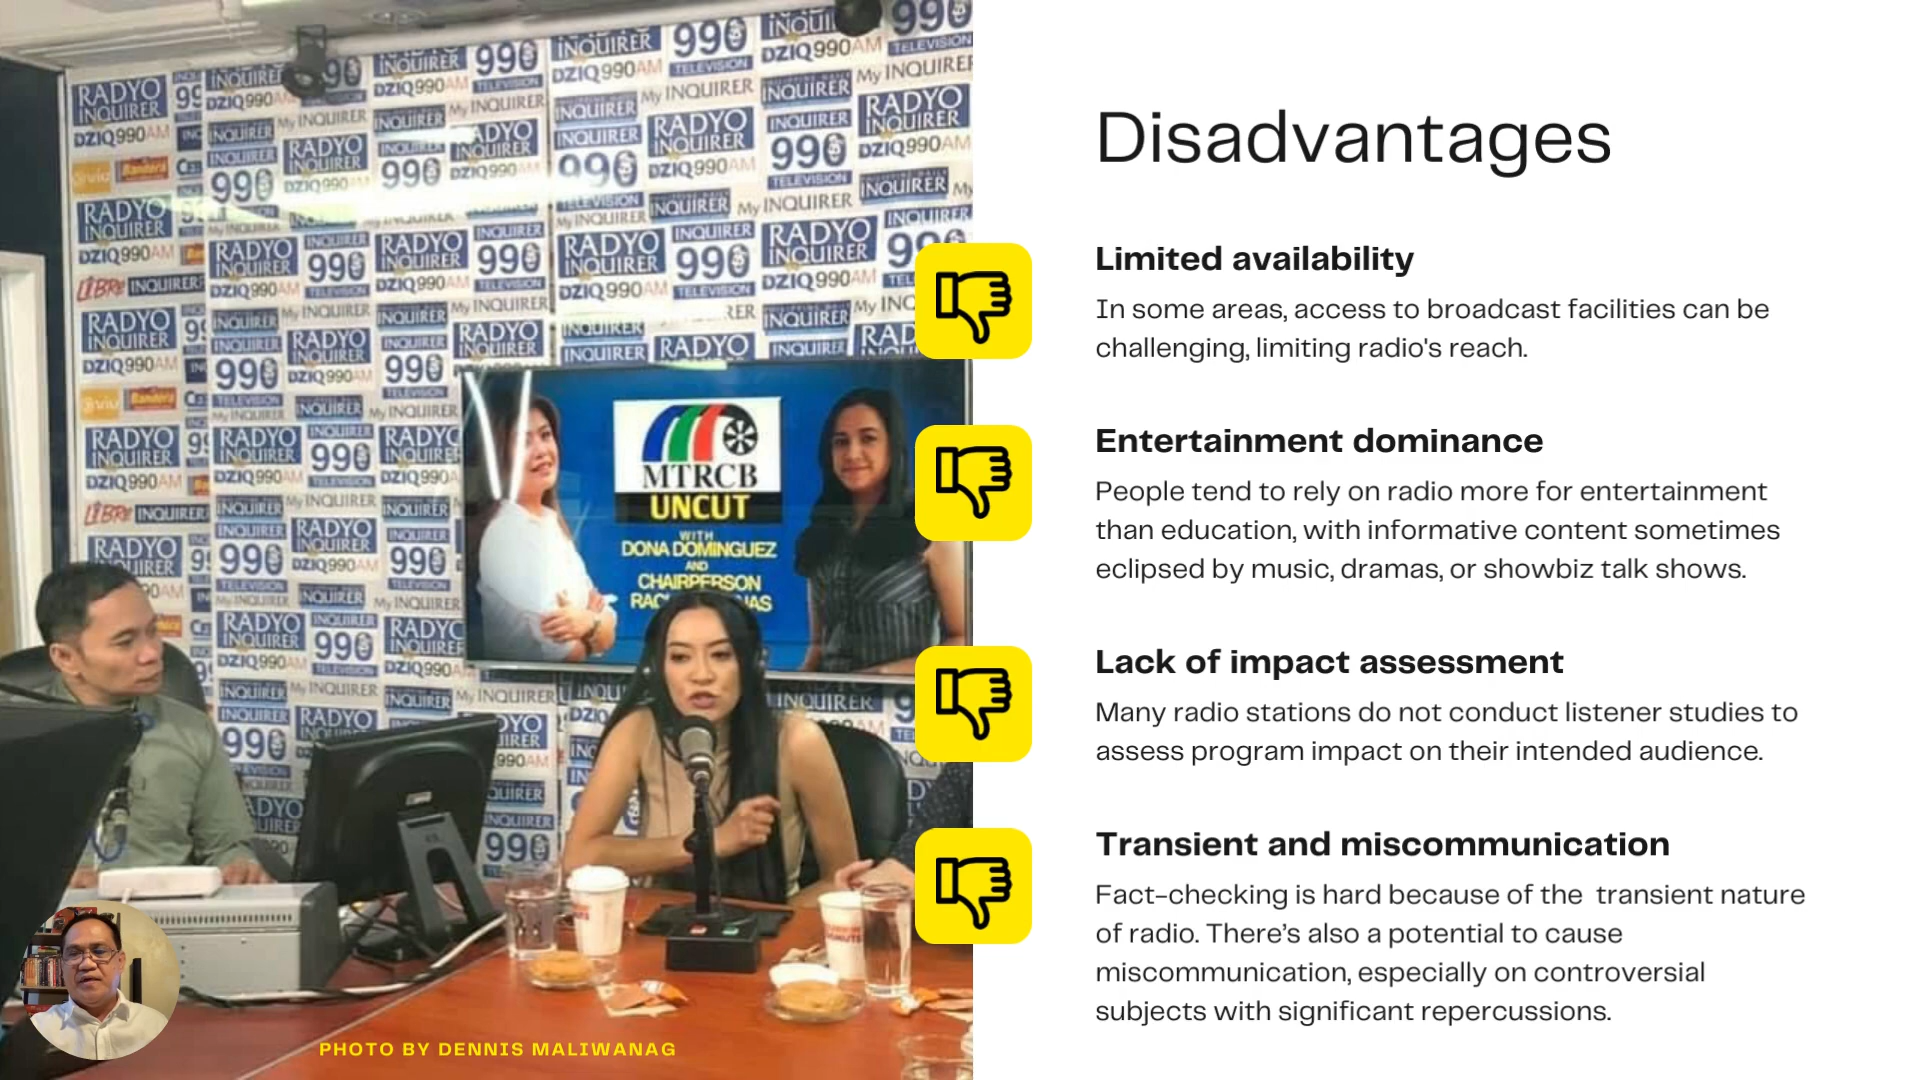 Disadvantages
Limited availability
In some areas, access to broadcast facilities can be
challenging, limiting radio's reach.
Entertainment dominance
People tend to rely on radio more for entertainment
than education, with informative content sometimes
eclipsed by music, dramas, or showbiz talk shows.
Lack of impact assessment
Many radio stations do not conduct listener studies to
assess program impact on their intended audience.
Transient and miscommunication
Fact-checking is hard because of the  transient nature
of radio. There’s also a potential to cause
miscommunication, especially on controversial
subjects with significant repercussions.
RADYO
INQUIRER
990
TELEVISION
DZIQ990AM
My INQUIRER
LIBRE
INQUIRER
Bandera
MTRCB
UNCUT
WITH
DONA DOMINGUEZ
AND
CHAIRPERSON
PHOTO BY DENNIS MALIWANAG